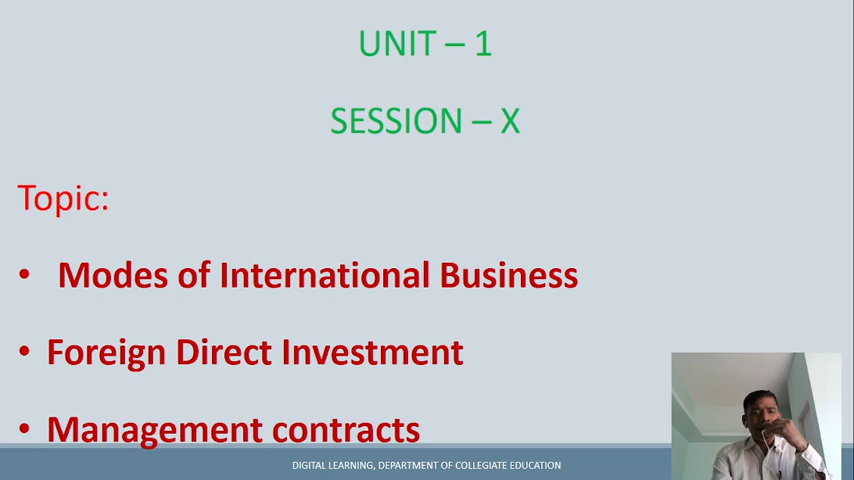 UNIT – 1
SESSION – X
Topic:
• Modes of International Business
• Foreign Direct Investment
• Management contracts
DIGITAL LEARNING, DEPARTMENT OF COLLEGIATE EDUCATION